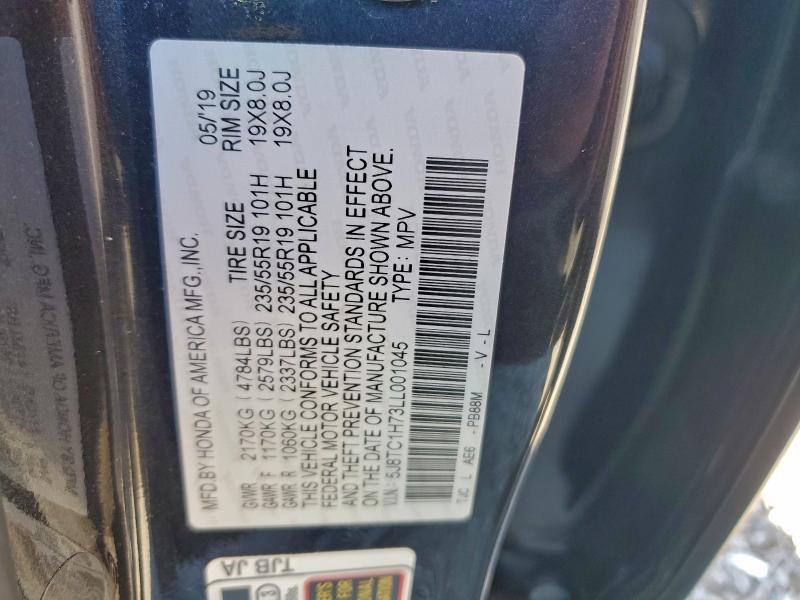 MFD.BY HONDA OF AMERICA MFG.,INC. 05/'19
TIRE SIZE RIM SIZE
GVWR 2170KG (4784LBS)
GAWR F 1170KG (2579LBS) 235/55R19 101H 19X8.0J
GAWR R 1060KG (2337LBS) 235/55R19 101H 19X8.0J
THIS VEHICLE CONFORMS TO ALL APPLICABLE
FEDERAL MOTOR VEHICLE SAFETY
AND THEFT PREVENTION STANDARDS IN EFFECT
ON THE DATE OF MANUFACTURE SHOWN ABOVE.
V.I.N.: 5J8TC1H73LL001045 TYPE: MPV
TJC L AE6 -PB88M -V-L
TJB JA